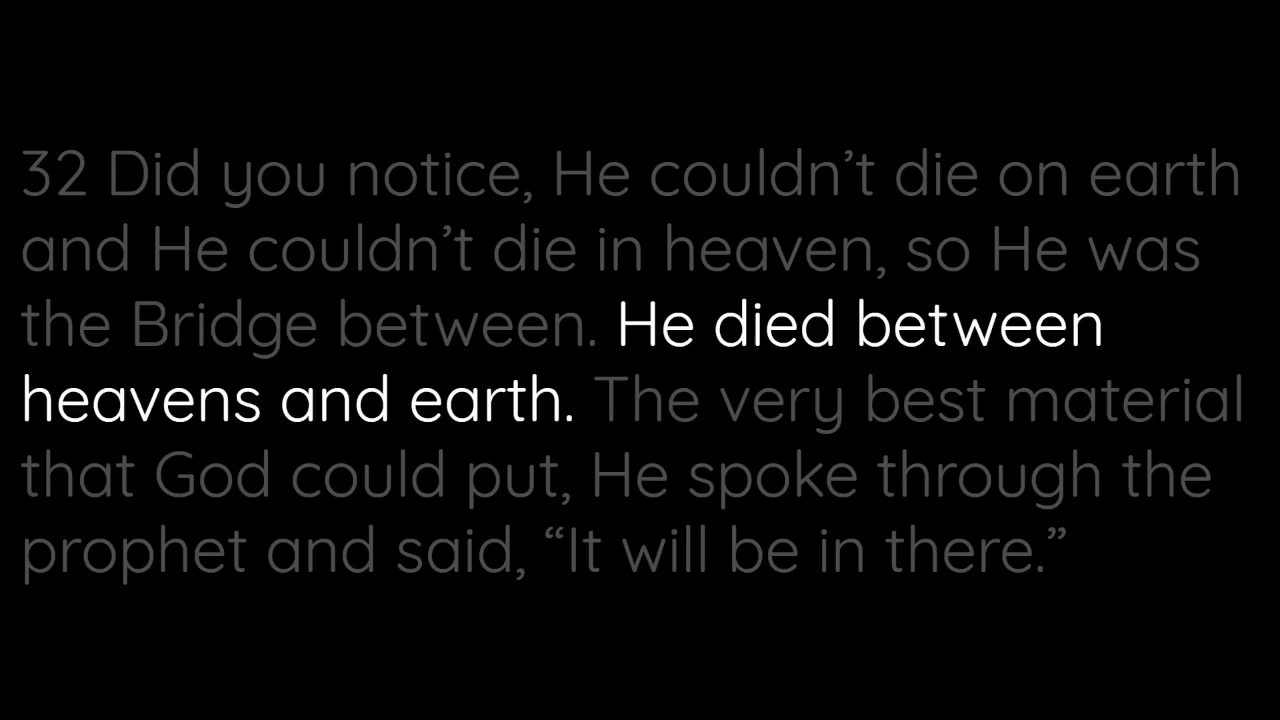 32 Did you notice, He couldn’t die on earth
and He couldn’t die in heaven, so He was
the Bridge between. He died between
heavens and earth. The very best material
that God could put, He spoke through the
prophet and said, “It will be in there.”